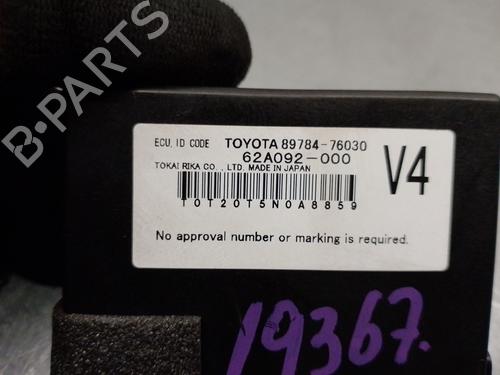 B-PARTS
ECU, ID CODE TOYOTA 89784-76030
62A092-000
TOKAI RIKA CO., LTD. MADE IN JAPAN
V4
T0T20T5N0A8859
No approval number or marking is required.
19367.